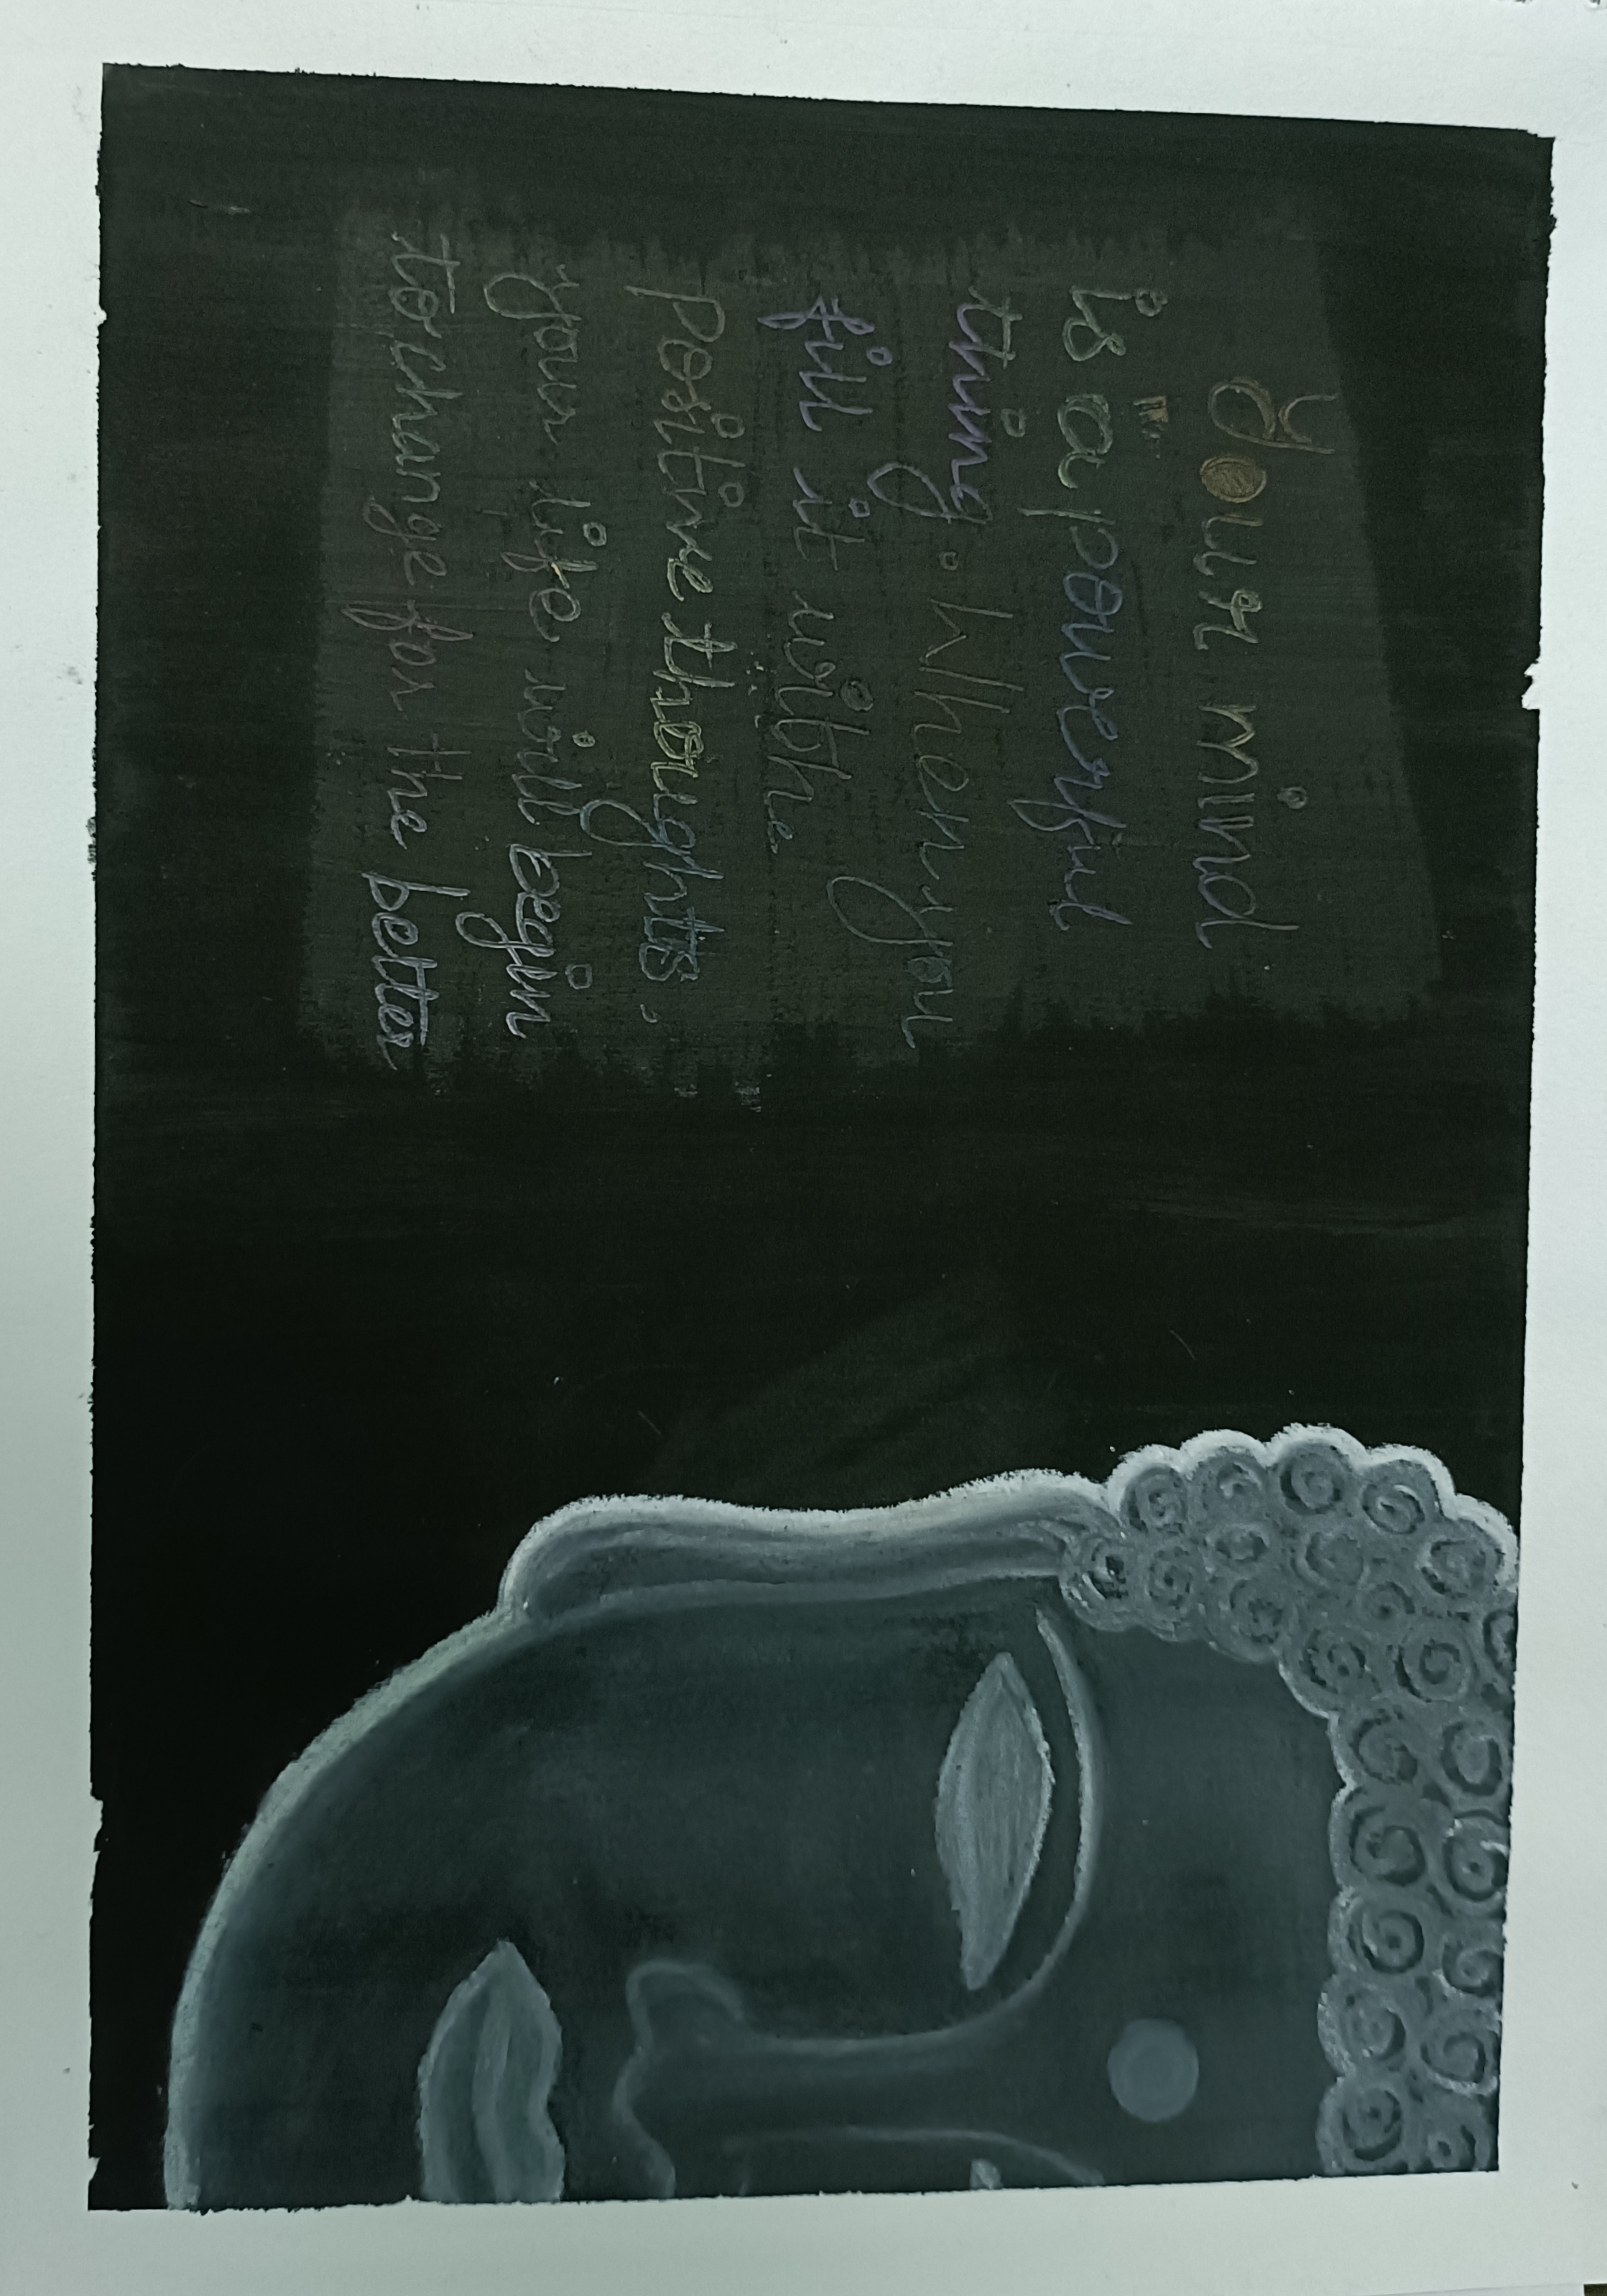 Your mind
is a powerful
thing. When you
fill it with
positive thoughts.
your life will begin
to change for the better